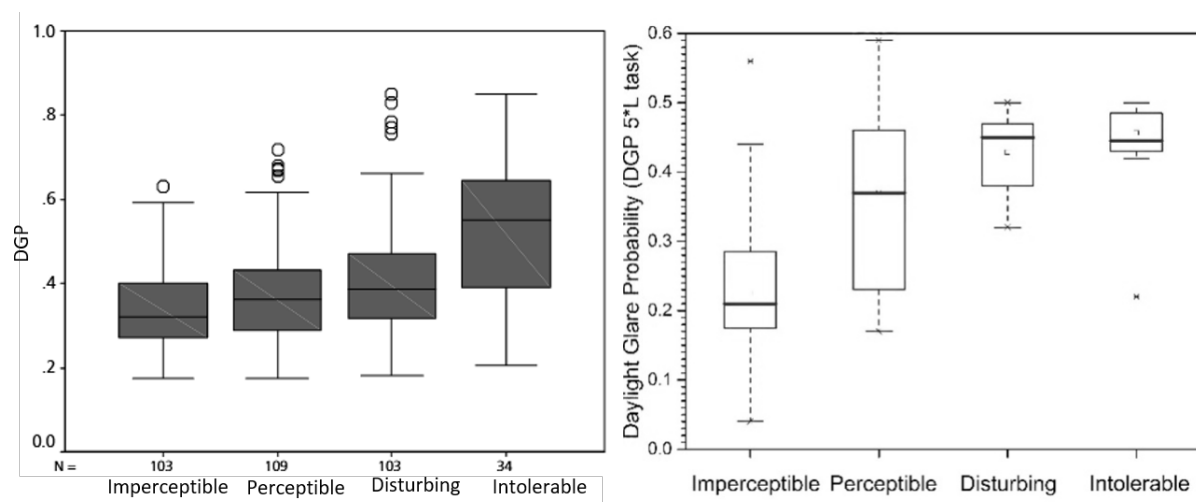 1.0
.8
.6
.4
.2
0.0
DGP
N = 103 109 103 34
Imperceptible Perceptible Disturbing Intolerable
Daylight Glare Probability (DGP 5*L task)
0.6
0.5
0.4
0.3
0.2
0.1
0.0
Imperceptible Perceptible Disturbing Intolerable